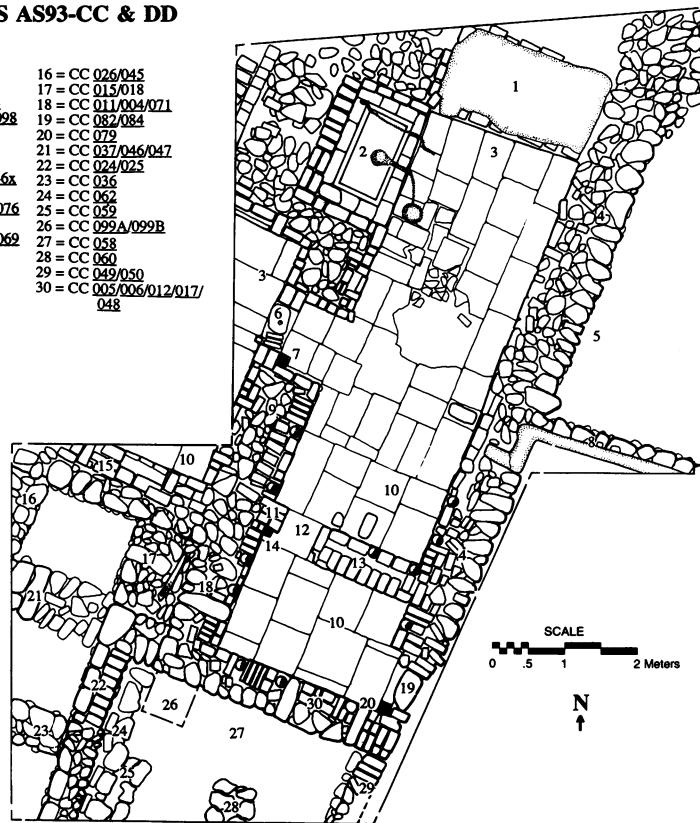 S AS93-CC & DD
16 = CC 026/045
17 = CC 015/018
18 = CC 011/004/071
098
19 = CC 082/084
20 = CC 079
21 = CC 037/046/047
22 = CC 024/025
6x
23 = CC 036
24 = CC 062
076
25 = CC 059
26 = CC 099A/099B
069
27 = CC 058
28 = CC 060
29 = CC 049/050
30 = CC 005/006/012/017/
048
1
2
3
4
3
5
6
7
9
8
10
10
15
16
11
12
14
13
4
17
18
21
10
19
20
22
26
30
23
24
27
25
29
28
SCALE
0 .5 1 2 Meters
N